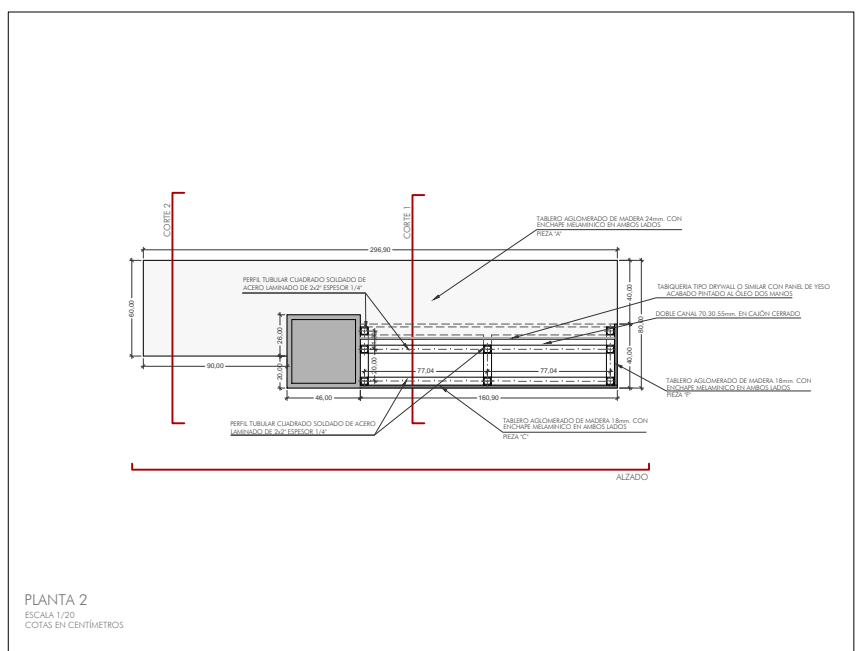 CORTE 2
CORTE 1
TABLERO AGLOMERADO DE MADERA 24mm. CON
ENCHAPE MELAMINICO EN AMBOS LADOS
PIEZA "A"
296,90
PERFIL TUBULAR CUADRADO SOLDADO DE
ACERO LAMINADO DE 2x2" ESPESOR 1/4"
TABIQUERIA TIPO DRYWALL O SIMILAR CON PANEL DE YESO
ACABADO PINTADO AL ÓLEO DOS MANOS
DOBLE CANAL 70.30.55mm. EN CAJÓN CERRADO
60,00
40,00
80,00
40,00
26,00
20,00
90,00
20,00
77,04
77,04
46,00
160,90
TABLERO AGLOMERADO DE MADERA 18mm. CON
ENCHAPE MELAMINICO EN AMBOS LADOS
PIEZA "F"
PERFIL TUBULAR CUADRADO SOLDADO DE ACERO
LAMINADO DE 2x2" ESPESOR 1/4"
TABLERO AGLOMERADO DE MADERA 18mm. CON
ENCHAPE MELAMINICO EN AMBOS LADOS
PIEZA "C"
ALZADO
PLANTA 2
ESCALA 1/20
COTAS EN CENTÍMETROS